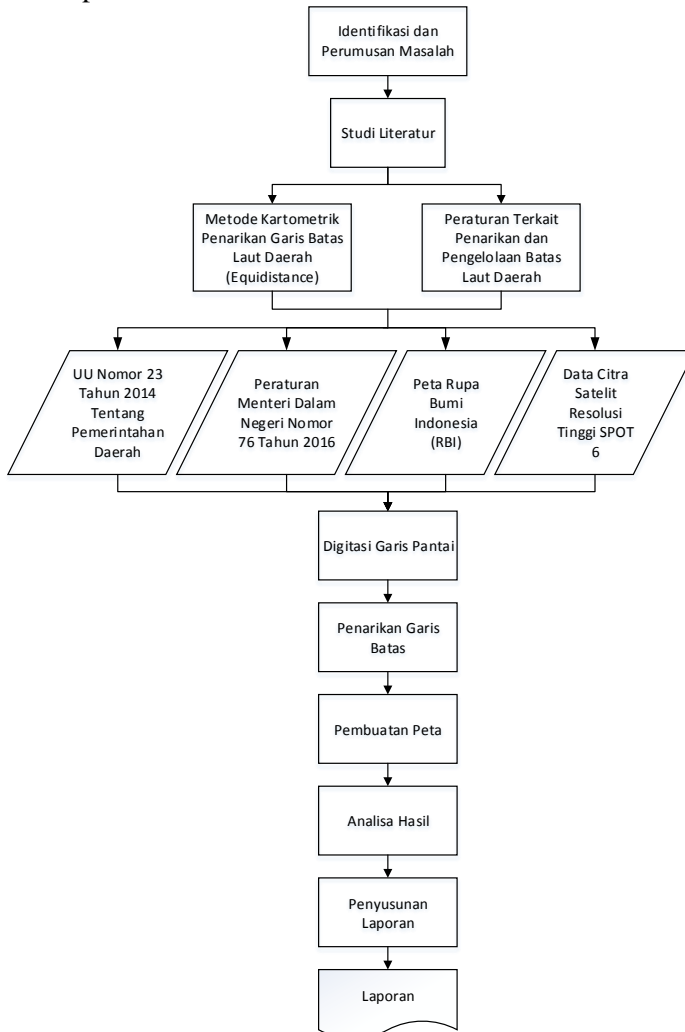 Identifikasi dan
Perumusan Masalah
Studi Literatur
Metode Kartometrik
Penarikan Garis Batas
Laut Daerah
(Equidistance)
Peraturan Terkait
Penarikan dan
Pengelolaan Batas
Laut Daerah
UU Nomor 23
Tahun 2014
Tentang
Pemerintahan
Daerah
Peraturan
Menteri Dalam
Negeri Nomor
76 Tahun 2016
Peta Rupa
Bumi
Indonesia
(RBI)
Data Citra
Satelit
Resolusi
Tinggi SPOT
6
Digitasi Garis Pantai
Penarikan Garis
Batas
Pembuatan Peta
Analisa Hasil
Penyusunan
Laporan
Laporan